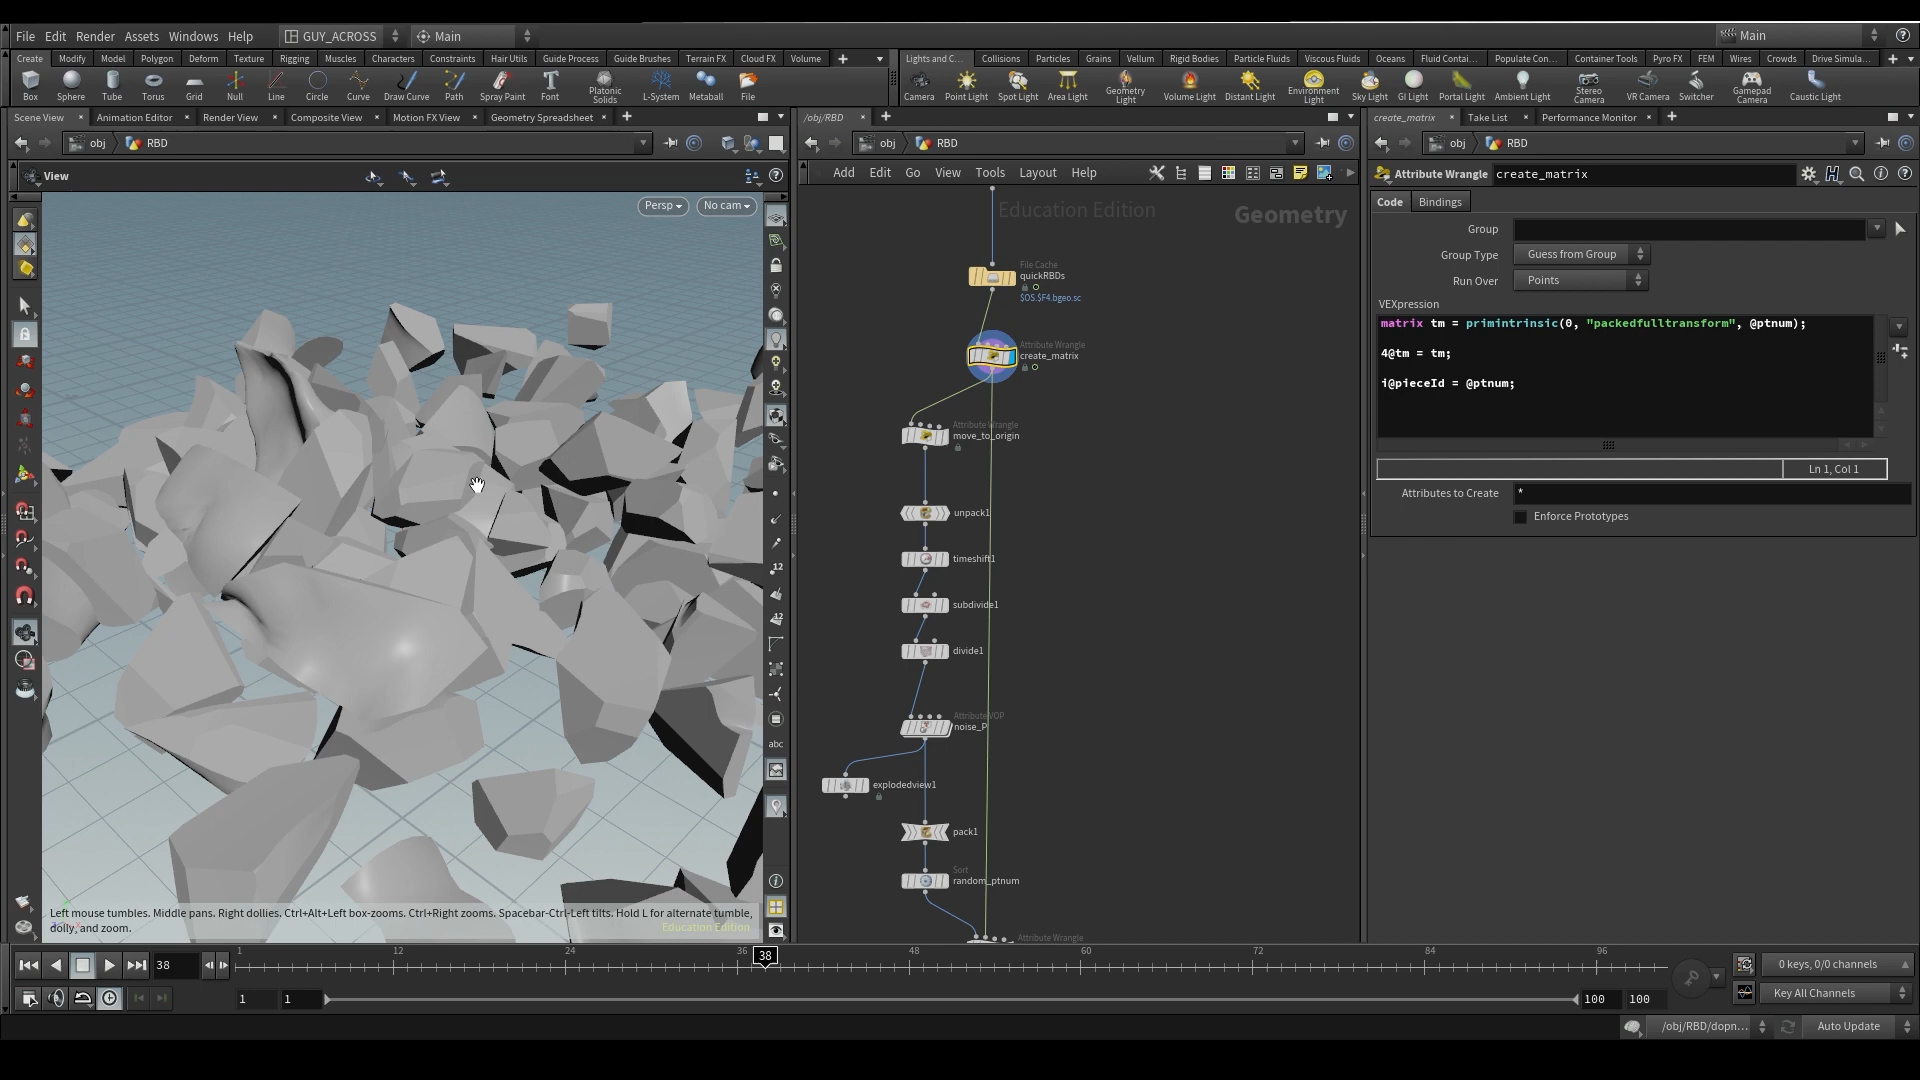 File Edit Render Assets Windows Help GUY_ACROSS Main Main
Create Modify Model Polygon Deform Texture Rigging Muscles Characters Constraints Hair Utils Guide Process Guide Brushes Terrain FX Cloud FX Volume
Lights and C... Collisions Particles Grains Vellum Rigid Bodies Particle Fluids Viscous Fluids Oceans Fluid Contai... Populate Con... Container Tools Pyro FX FEM Wires Crowds Drive Simula...
Box Sphere Tube Torus Grid Null Line Circle Curve Draw Curve Path Spray Paint Font Platonic Solids L-System Metaball File
Camera Point Light Spot Light Area Light Geometry Light Volume Light Distant Light Environment Light Sky Light GI Light Portal Light Ambient Light Stereo Camera VR Camera Switcher Gamepad Camera Caustic Light
Scene View Animation Editor Render View Composite View Motion FX View Geometry Spreadsheet
/obj/RBD
create_matrix Take List Performance Monitor
obj RBD
obj RBD
obj RBD
View
Persp No cam
Add Edit Go View Tools Layout Help
Education Edition
Geometry
File Cache
quickRBDs
$OS.$F4.bgeo.sc
Attribute Wrangle
create_matrix
Attribute Wrangle
move_to_origin
unpack1
timeshift1
subdivide1
divide1
Attribute VOP
noise_P
explodedview1
pack1
Sort
random_ptnum
Attribute Wrangle
Attribute Wrangle create_matrix
Code Bindings
Group
Group Type Guess from Group
Run Over Points
VEXpression
matrix tm = primintrinsic(0, "packedfulltransform", @ptnum);
4@tm = tm;
i@pieceId = @ptnum;
Ln 1, Col 1
Attributes to Create *
Enforce Prototypes
12
12
abc
Left mouse tumbles. Middle pans. Right dollies. Ctrl+Alt+Left box-zooms. Ctrl+Right zooms. Spacebar-Ctrl-Left tilts. Hold L for alternate tumble,
dolly, and zoom.
Education Edition
38 1 12 24 36 38 48 60 72 84 96
0 keys, 0/0 channels
1 1 100 100
Key All Channels
/obj/RBD/dopn... Auto Update